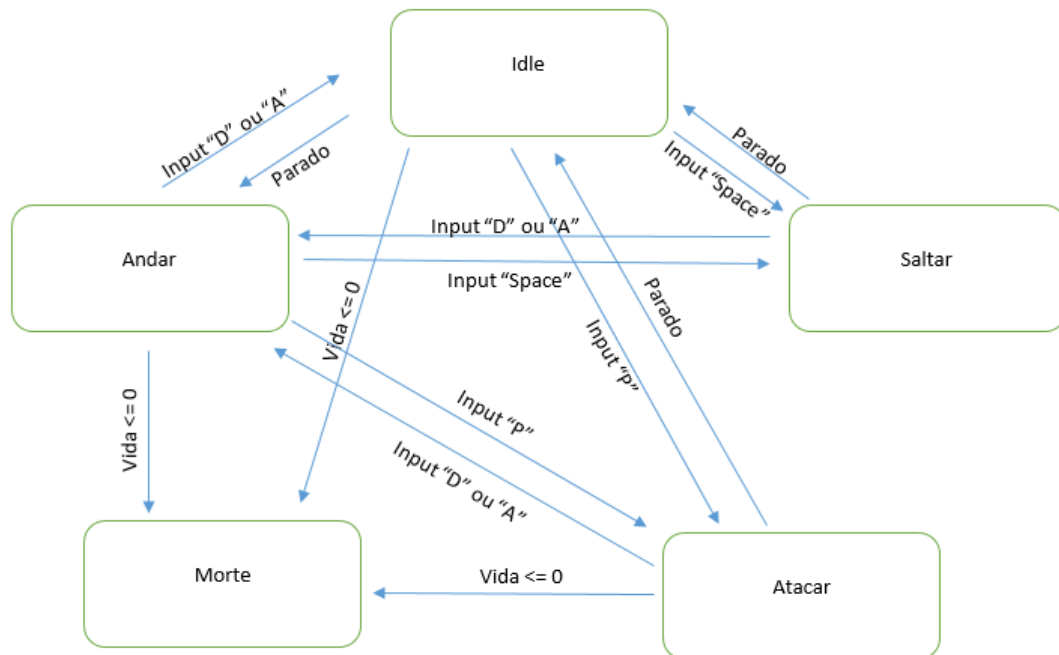 Idle
Input “D” ou “A”
Parado
Parado
Input “Space”
Andar
Input “D” ou “A”
Input “Space”
Saltar
Vida <= 0
Vida <= 0
Parado
Input “P”
Input “P”
Input “D” ou “A”
Morte
Vida <= 0
Atacar